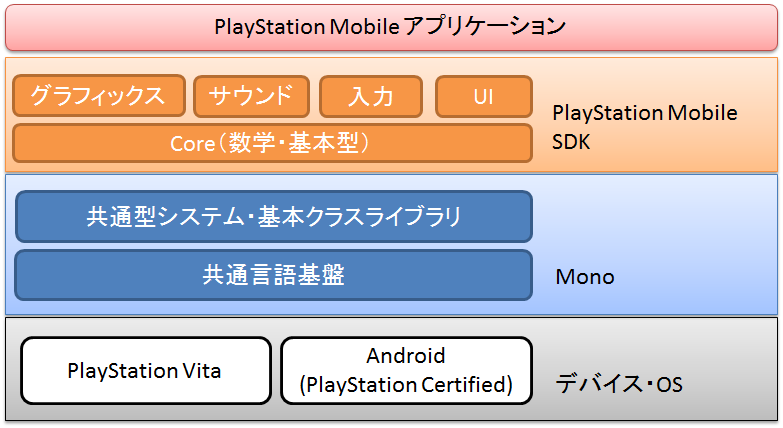 PlayStation Mobile アプリケーション
グラフィックス
サウンド
入力
UI
Core(数学・基本型)
PlayStation Mobile
SDK
共通型システム・基本クラスライブラリ
共通言語基盤
Mono
PlayStation Vita
Android
(PlayStation Certified)
デバイス・OS